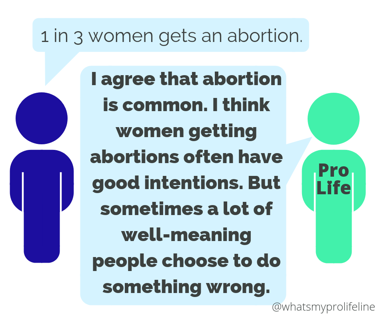 1 in 3 women gets an abortion.
I agree that abortion
is common. I think
women getting
abortions often have
good intentions. But
sometimes a lot of
well-meaning
people choose to do
something wrong.
Pro
Life
@whatsmyprolifeline